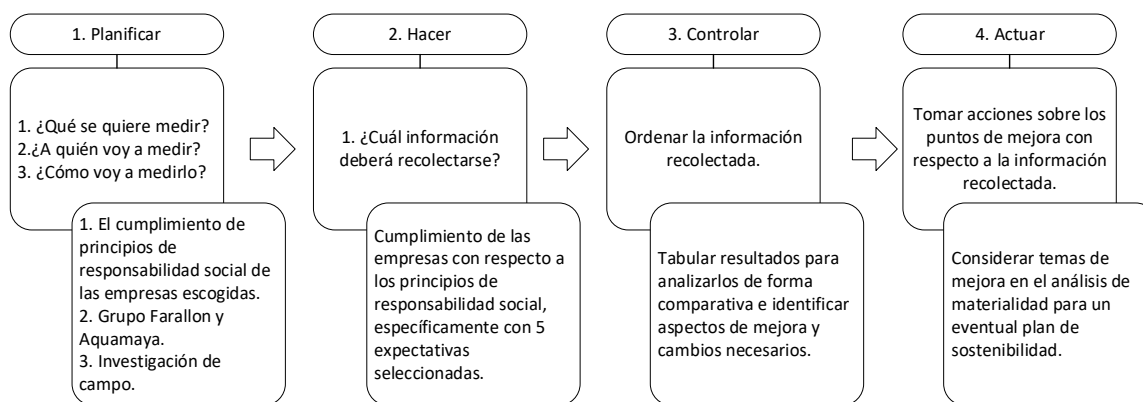 1. Planificar
1. ¿Qué se quiere medir?
2.¿A quién voy a medir?
3. ¿Cómo voy a medirlo?
1. El cumplimiento de
principios de
responsabilidad social de
las empresas escogidas.
2. Grupo Farallon y
Aquamaya.
3. Investigación de
campo.
2. Hacer
1. ¿Cuál información
deberá recolectarse?
Cumplimiento de las
empresas con respecto a
los principios de
responsabilidad social,
específicamente con 5
expectativas
seleccionadas.
3. Controlar
Ordenar la información
recolectada.
Tabular resultados para
analizarlos de forma
comparativa e identificar
aspectos de mejora y
cambios necesarios.
4. Actuar
Tomar acciones sobre los
puntos de mejora con
respecto a la información
recolectada.
Considerar temas de
mejora en el análisis de
materialidad para un
eventual plan de
sostenibilidad.